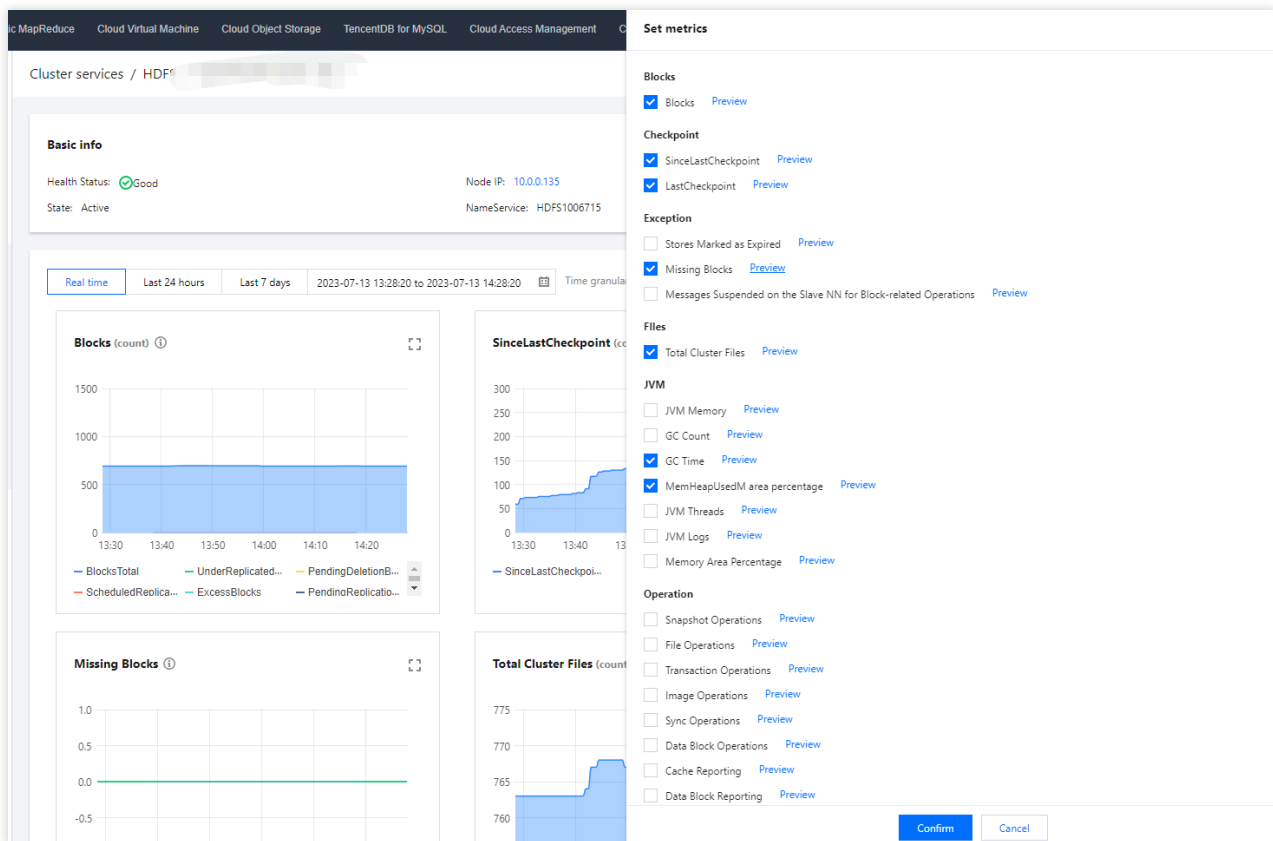 ic MapReduce Cloud Virtual Machine Cloud Object Storage TencentDB for MySQL Cloud Access Management C
Cluster services / HDFS
Basic info
Health Status: Good
Node IP: 10.0.0.135
State: Active
NameService: HDFS1006715
Real time Last 24 hours Last 7 days 2023-07-13 13:28:20 to 2023-07-13 14:28:20 Time granular
Blocks (count)
1500
1000
500
0
13:30 13:40 13:50 14:00 14:10 14:20
BlocksTotal UnderReplicated... PendingDeletionB...
ScheduledReplica... ExcessBlocks PendingReplicatio...
SinceLastCheckpoint (co
300
250
200
150
100
50
0
13:30 13:40 13
SinceLastCheckpoi...
Missing Blocks
1.0
0.5
0.0
-0.5
Total Cluster Files (count
775
770
765
760
Set metrics
Blocks
Blocks Preview
Checkpoint
SinceLastCheckpoint Preview
LastCheckpoint Preview
Exception
Stores Marked as Expired Preview
Missing Blocks Preview
Messages Suspended on the Slave NN for Block-related Operations Preview
FIles
Total Cluster Files Preview
JVM
JVM Memory Preview
GC Count Preview
GC Time Preview
MemHeapUsedM area percentage Preview
JVM Threads Preview
JVM Logs Preview
Memory Area Percentage Preview
Operation
Snapshot Operations Preview
File Operations Preview
Transaction Operations Preview
Image Operations Preview
Sync Operations Preview
Data Block Operations Preview
Cache Reporting Preview
Data Block Reporting Preview
Confirm Cancel